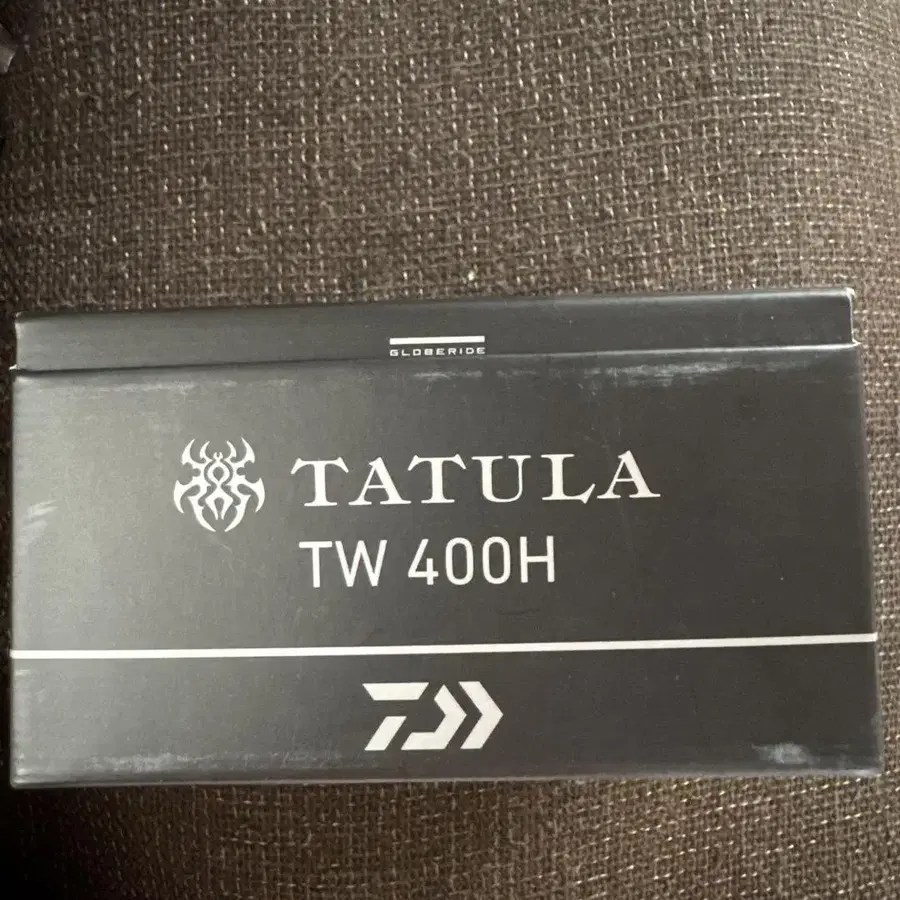 GLOBERIDE
TATULA
TW 400H